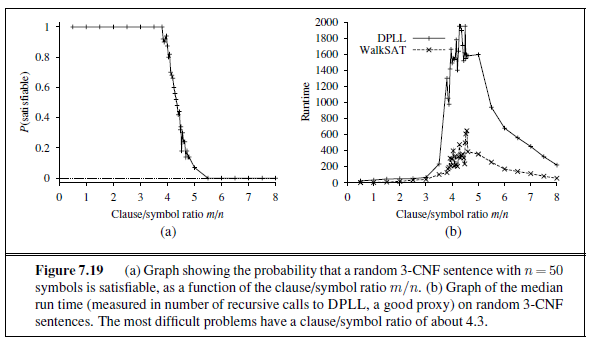 1
0.8
0.6
0.4
0.2
0
P(satisfiable)
0 1 2 3 4 5 6 7 8
Clause/symbol ratio m/n
(a)
2000
1800
1600
1400
1200
1000
800
600
400
200
0
Runtime
DPLL
WalkSAT
0 1 2 3 4 5 6 7 8
Clause/symbol ratio m/n
(b)
Figure 7.19 (a) Graph showing the probability that a random 3-CNF sentence with n = 50
symbols is satisfiable, as a function of the clause/symbol ratio m/n. (b) Graph of the median
run time (measured in number of recursive calls to DPLL, a good proxy) on random 3-CNF
sentences. The most difficult problems have a clause/symbol ratio of about 4.3.